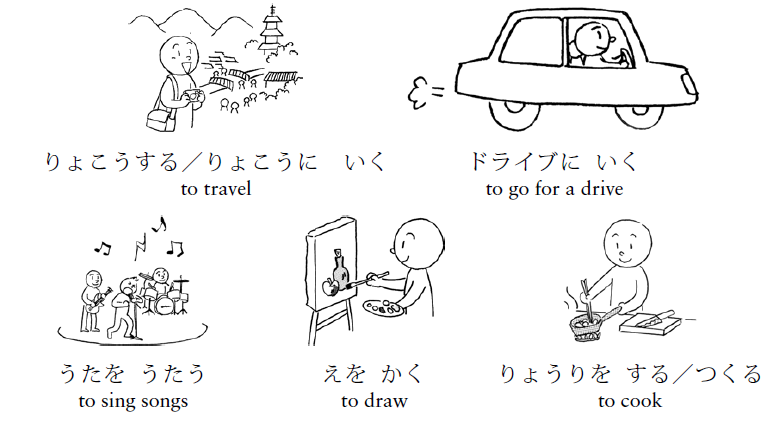 りょこうする／りょこうに　いく
to travel
ドライブに いく
to go for a drive
うたを うたう
to sing songs
えを かく
to draw
りょうりを する／つくる
to cook